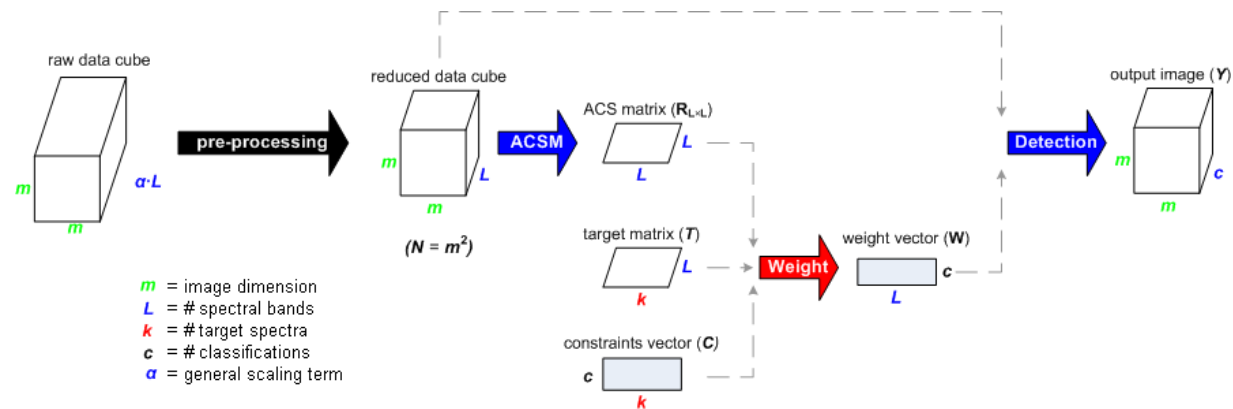 raw data cube
m
m
α·L
pre-processing
reduced data cube
m
m
L
(N = m²)
ACSM
ACS matrix (R_L×L)
L
L
target matrix (T)
L
k
constraints vector (C)
c
k
Weight
weight vector (W)
c
L
Detection
output image (Y)
m
m
c
m = image dimension
L = # spectral bands
k = # target spectra
c = # classifications
α = general scaling term